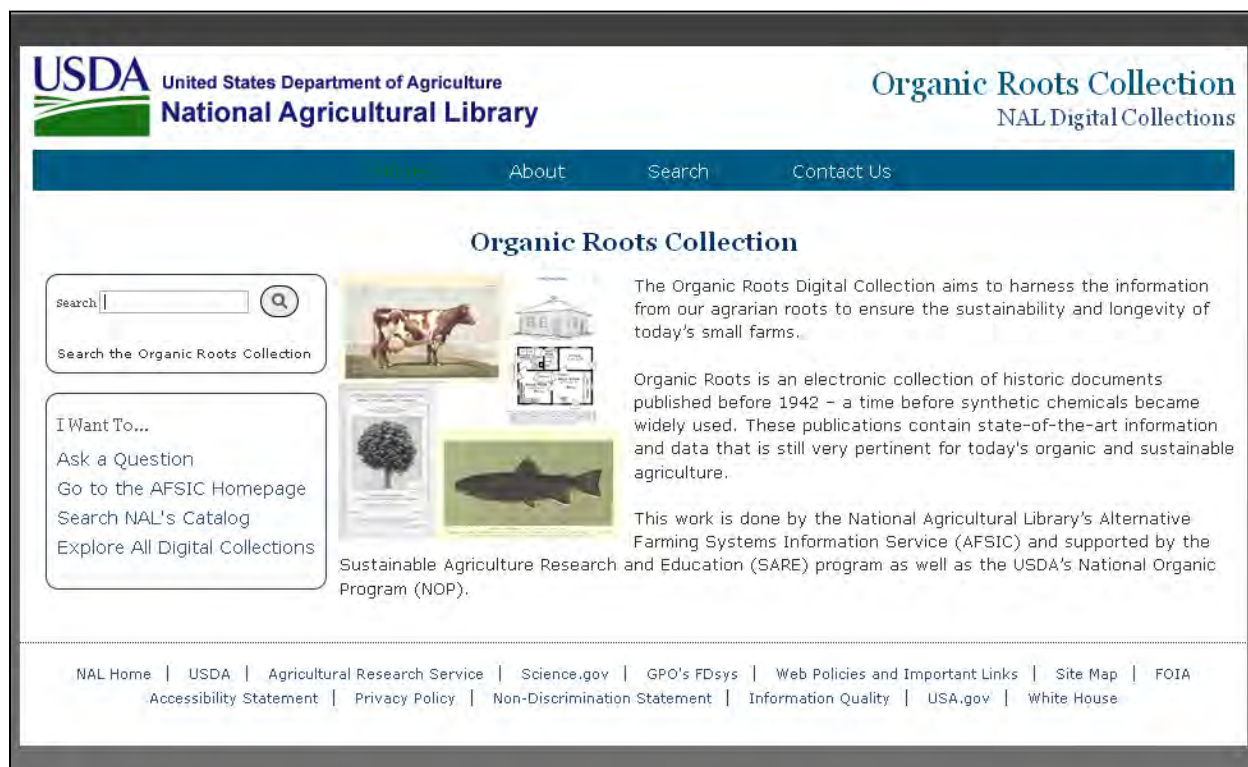 USDA United States Department of Agriculture
National Agricultural Library
Organic Roots Collection
NAL Digital Collections
About Search Contact Us
Organic Roots Collection
Search
Search the Organic Roots Collection
I Want To...
Ask a Question
Go to the AFSIC Homepage
Search NAL's Catalog
Explore All Digital Collections
The Organic Roots Digital Collection aims to harness the information
from our agrarian roots to ensure the sustainability and longevity of
today's small farms.
Organic Roots is an electronic collection of historic documents
published before 1942 – a time before synthetic chemicals became
widely used. These publications contain state-of-the-art information
and data that is still very pertinent for today's organic and sustainable
agriculture.
This work is done by the National Agricultural Library's Alternative
Farming Systems Information Service (AFSIC) and supported by the
Sustainable Agriculture Research and Education (SARE) program as well as the USDA's National Organic
Program (NOP).
NAL Home | USDA | Agricultural Research Service | Science.gov | GPO's FDsys | Web Policies and Important Links | Site Map | FOIA
Accessibility Statement | Privacy Policy | Non-Discrimination Statement | Information Quality | USA.gov | White House